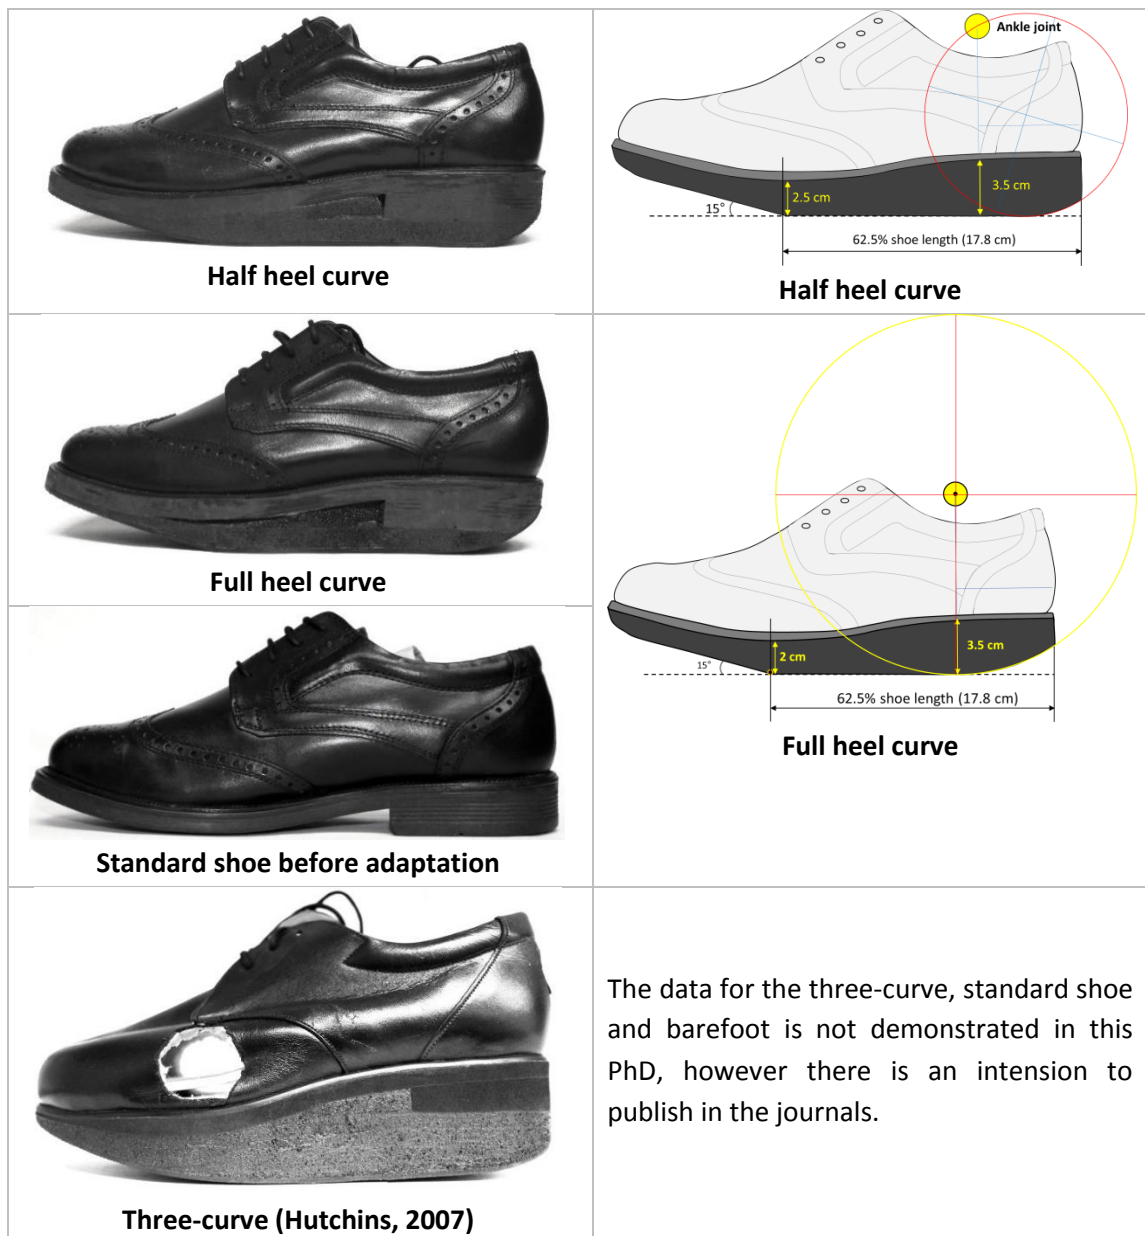 Half heel curve
Ankle joint
2.5 cm
3.5 cm
15°
62.5% shoe length (17.8 cm)
Half heel curve
Full heel curve
2 cm
3.5 cm
15°
62.5% shoe length (17.8 cm)
Full heel curve
Standard shoe before adaptation
Three-curve (Hutchins, 2007)
The data for the three-curve, standard shoe
and barefoot is not demonstrated in this
PhD, however there is an intension to
publish in the journals.